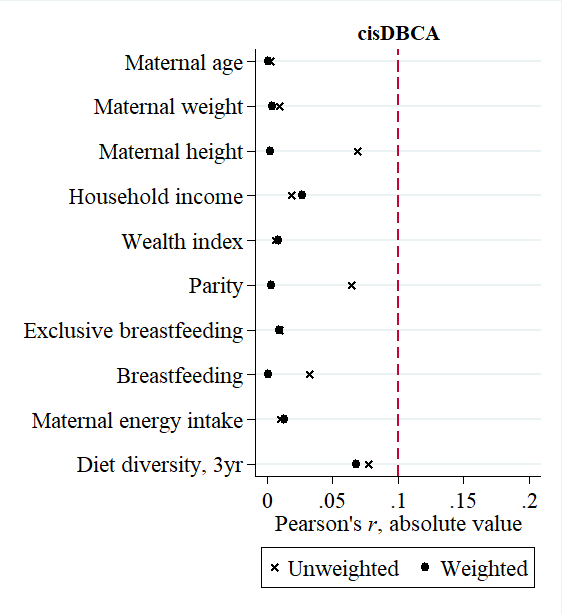 cisDBCA
Maternal age
Maternal weight
Maternal height
Household income
Wealth index
Parity
Exclusive breastfeeding
Breastfeeding
Maternal energy intake
Diet diversity, 3yr
0 .05 .1 .15 .2
Pearson's r, absolute value
Unweighted Weighted